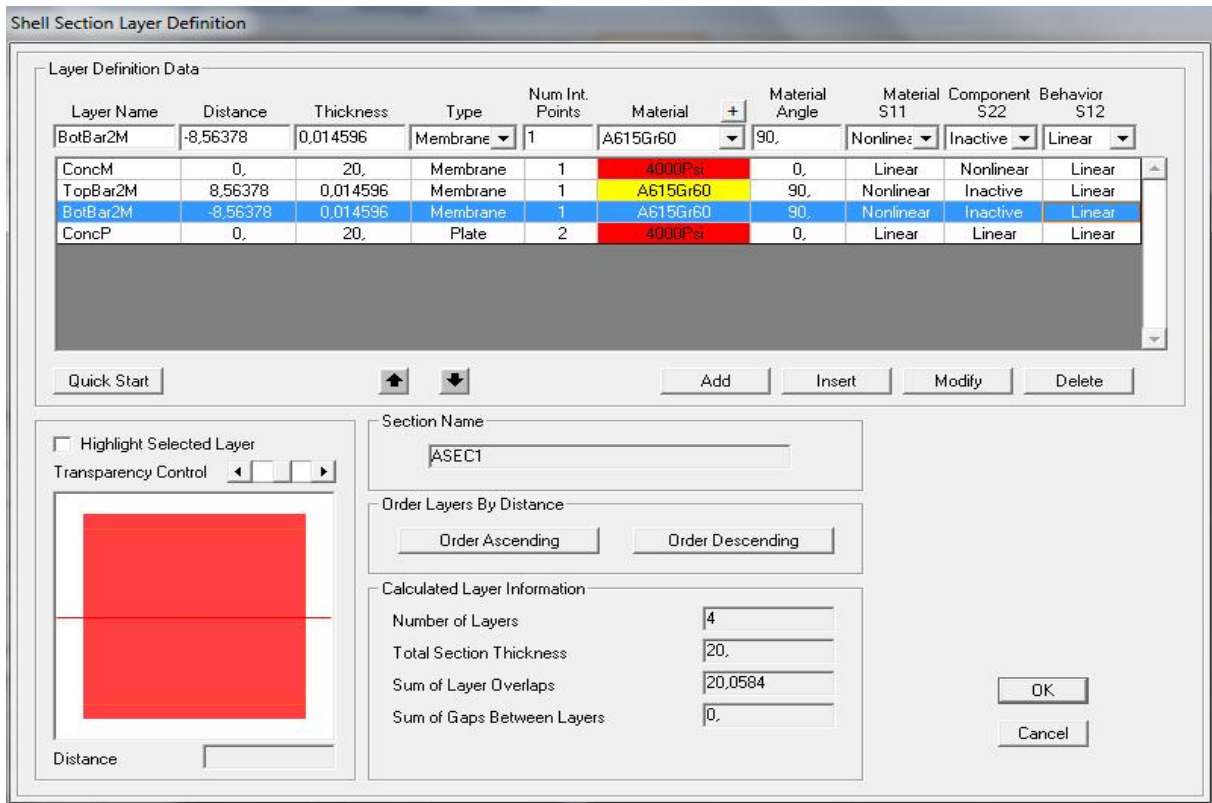 Shell Section Layer Definition
Layer Definition Data
Layer Name Distance Thickness Type Num Int. Points Material + Material Angle Material Component Behavior S11 S22 S12
BotBar2M -8,56378 0,014596 Membrane 1 A615Gr60 90, Nonlinea Inactive Linear
ConcM 0, 20, Membrane 1 4000Psi 0, Linear Nonlinear Linear
TopBar2M 8,56378 0,014596 Membrane 1 A615Gr60 90, Nonlinear Inactive Linear
BotBar2M -8,56378 0,014596 Membrane 1 A615Gr60 90, Nonlinear Inactive Linear
ConcP 0, 20, Plate 2 4000Psi 0, Linear Linear Linear
Quick Start Add Insert Modify Delete
Highlight Selected Layer
Transparency Control
Distance
Section Name
ASEC1
Order Layers By Distance
Order Ascending Order Descending
Calculated Layer Information
Number of Layers 4
Total Section Thickness 20,
Sum of Layer Overlaps 20,0584
Sum of Gaps Between Layers 0,
OK
Cancel